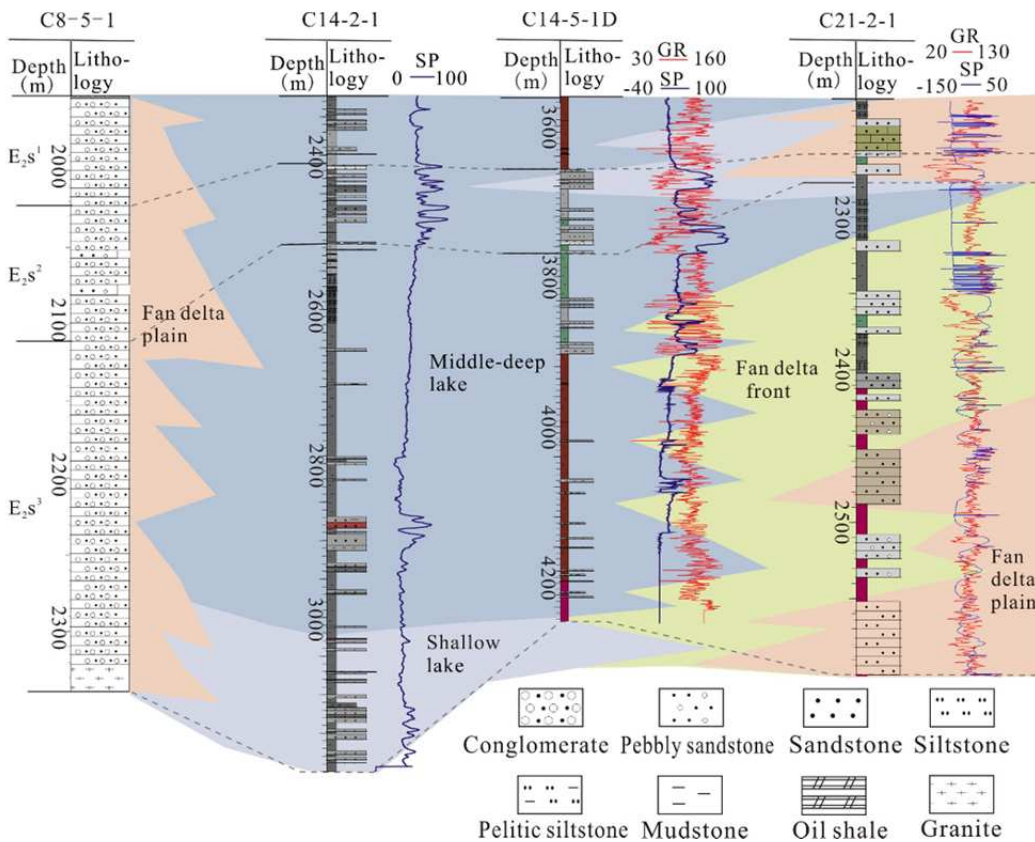 C8-5-1 C14-2-1 C14-5-1D C21-2-1
Depth (m) Litho-logy
Depth (m) Litho-logy SP 0 100
Depth (m) Litho-logy 30 GR 160 -40 SP 100
Depth (m) Litho-logy 20 GR 130 -150 SP 50
E₂s¹
E₂s²
E₂s³
2000
2100
2200
2300
2400
2600
2800
3000
3600
3800
4000
4200
2300
2400
2500
Fan delta
plain
Middle-deep
lake
Shallow
lake
Fan delta
front
Fan
delta
plain
Conglomerate Pebbly sandstone Sandstone Siltstone
Pelitic siltstone Mudstone Oil shale Granite